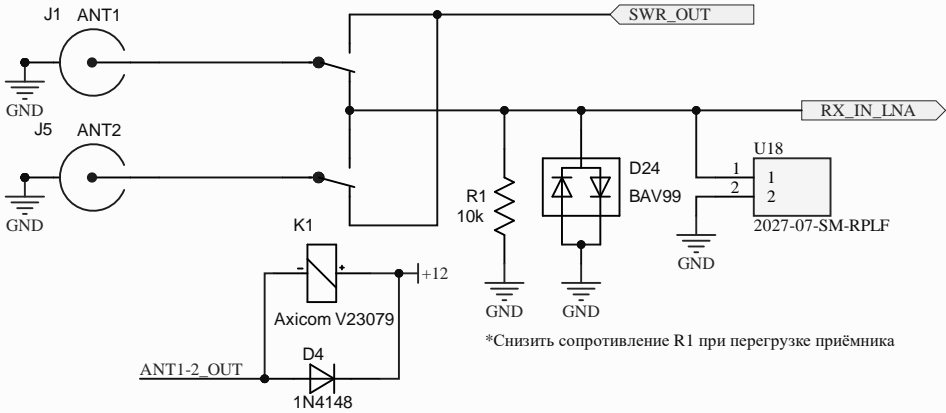 J1 ANT1
SWR_OUT
GND
RX_IN_LNA
J5 ANT2
U18
1 1
2 2
2027-07-SM-RPLF
D24
BAV99
R1
10k
GND
GND
GND
GND
K1
- +
+12
Axicom V23079
*Снизить сопротивление R1 при перегрузке приёмника
D4
ANT1-2_OUT
1N4148